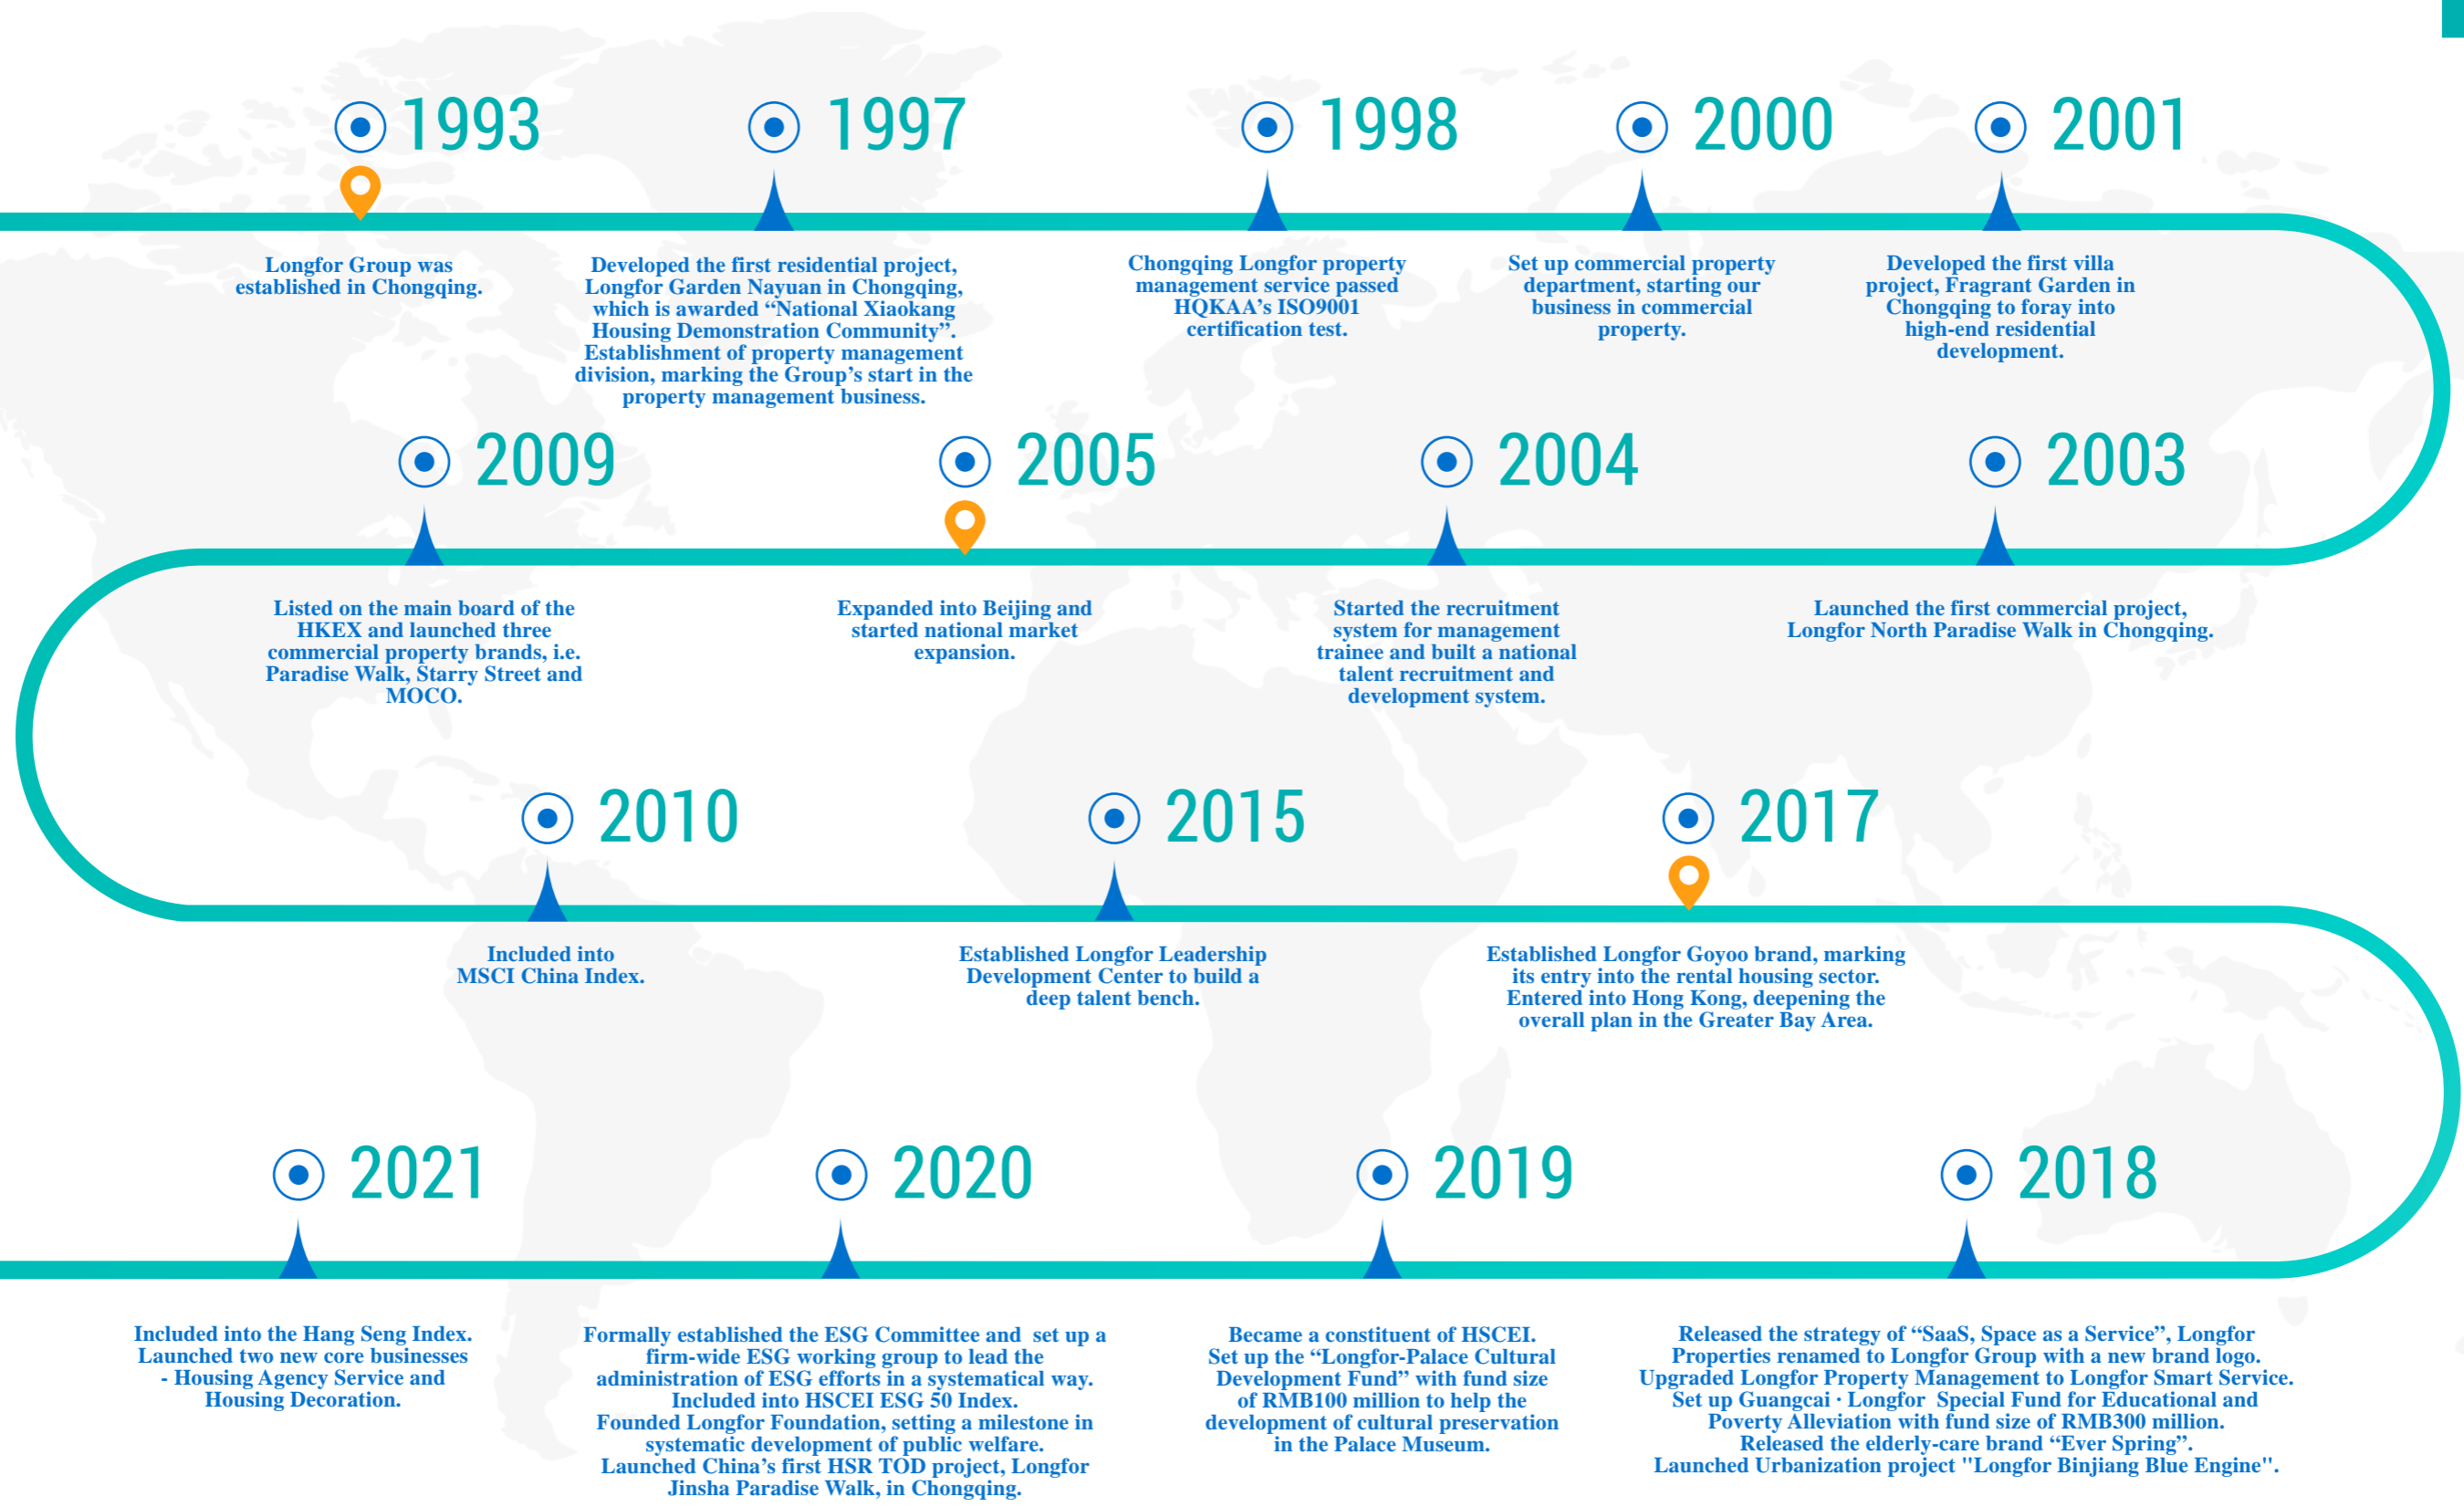 1993
Longfor Group was
established in Chongqing.
1997
Developed the first residential project,
Longfor Garden Nayuan in Chongqing,
which is awarded “National Xiaokang
Housing Demonstration Community”.
Establishment of property management
division, marking the Group’s start in the
property management business.
1998
Chongqing Longfor property
management service passed
HQKAA’s ISO9001
certification test.
2000
Set up commercial property
department, starting our
business in commercial
property.
2001
Developed the first villa
project, Fragrant Garden in
Chongqing to foray into
high-end residential
development.
2003
Launched the first commercial project,
Longfor North Paradise Walk in Chongqing.
2004
Started the recruitment
system for management
trainee and built a national
talent recruitment and
development system.
2005
Expanded into Beijing and
started national market
expansion.
2009
Listed on the main board of the
HKEX and launched three
commercial property brands, i.e.
Paradise Walk, Starry Street and
MOCO.
2010
Included into
MSCI China Index.
2015
Established Longfor Leadership
Development Center to build a
deep talent bench.
2017
Established Longfor Goyoo brand, marking
its entry into the rental housing sector.
Entered into Hong Kong, deepening the
overall plan in the Greater Bay Area.
2018
Released the strategy of “SaaS, Space as a Service”, Longfor
Properties renamed to Longfor Group with a new brand logo.
Upgraded Longfor Property Management to Longfor Smart Service.
Set up Guangcai · Longfor Special Fund for Educational and
Poverty Alleviation with fund size of RMB300 million.
Released the elderly-care brand “Ever Spring”.
Launched Urbanization project "Longfor Binjiang Blue Engine".
2019
Became a constituent of HSCEI.
Set up the “Longfor-Palace Cultural
Development Fund” with fund size
of RMB100 million to help the
development of cultural preservation
in the Palace Museum.
2020
Formally established the ESG Committee and set up a
firm-wide ESG working group to lead the
administration of ESG efforts in a systematical way.
Included into HSCEI ESG 50 Index.
Founded Longfor Foundation, setting a milestone in
systematic development of public welfare.
Launched China’s first HSR TOD project, Longfor
Jinsha Paradise Walk, in Chongqing.
2021
Included into the Hang Seng Index.
Launched two new core businesses
- Housing Agency Service and
Housing Decoration.